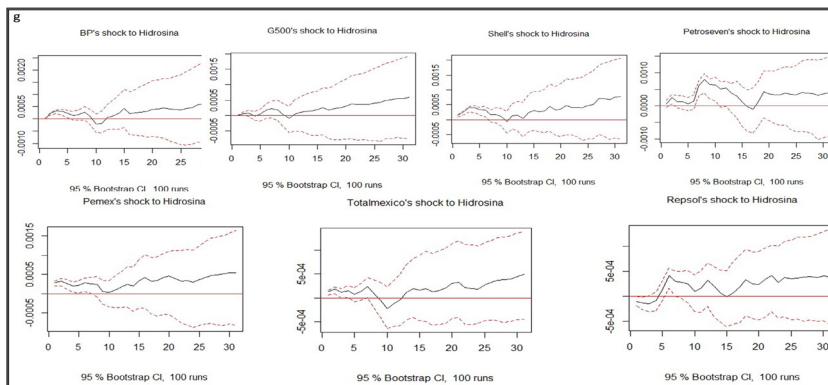 g
BP's shock to Hidrosina
G500's shock to Hidrosina
Shell's shock to Hidrosina
Petroseven's shock to Hidrosina
-0.0010 0.0005 0.0020
0 5 10 15 20 25
-0.0005 0.0005 0.0015
0 5 10 15 20 25 30
-0.0005 0.0005 0.0015
0 5 10 15 20 25 30
-0.0010 0.0000 0.0010
0 5 10 15 20 25 30
95 % Bootstrap CI, 100 runs
95 % Bootstrap CI, 100 runs
95 % Bootstrap CI, 100 runs
95 % Bootstrap CI, 100 runs
Pemex's shock to Hidrosina
Totalmexico's shock to Hidrosina
Repsol's shock to Hidrosina
-0.0005 0.0005 0.0015
0 5 10 15 20 25 30
-5e-04 5e-04
0 5 10 15 20 25 30
-5e-04 5e-04
0 5 10 15 20 25 30
95 % Bootstrap CI, 100 runs
95 % Bootstrap CI, 100 runs
95 % Bootstrap CI, 100 runs